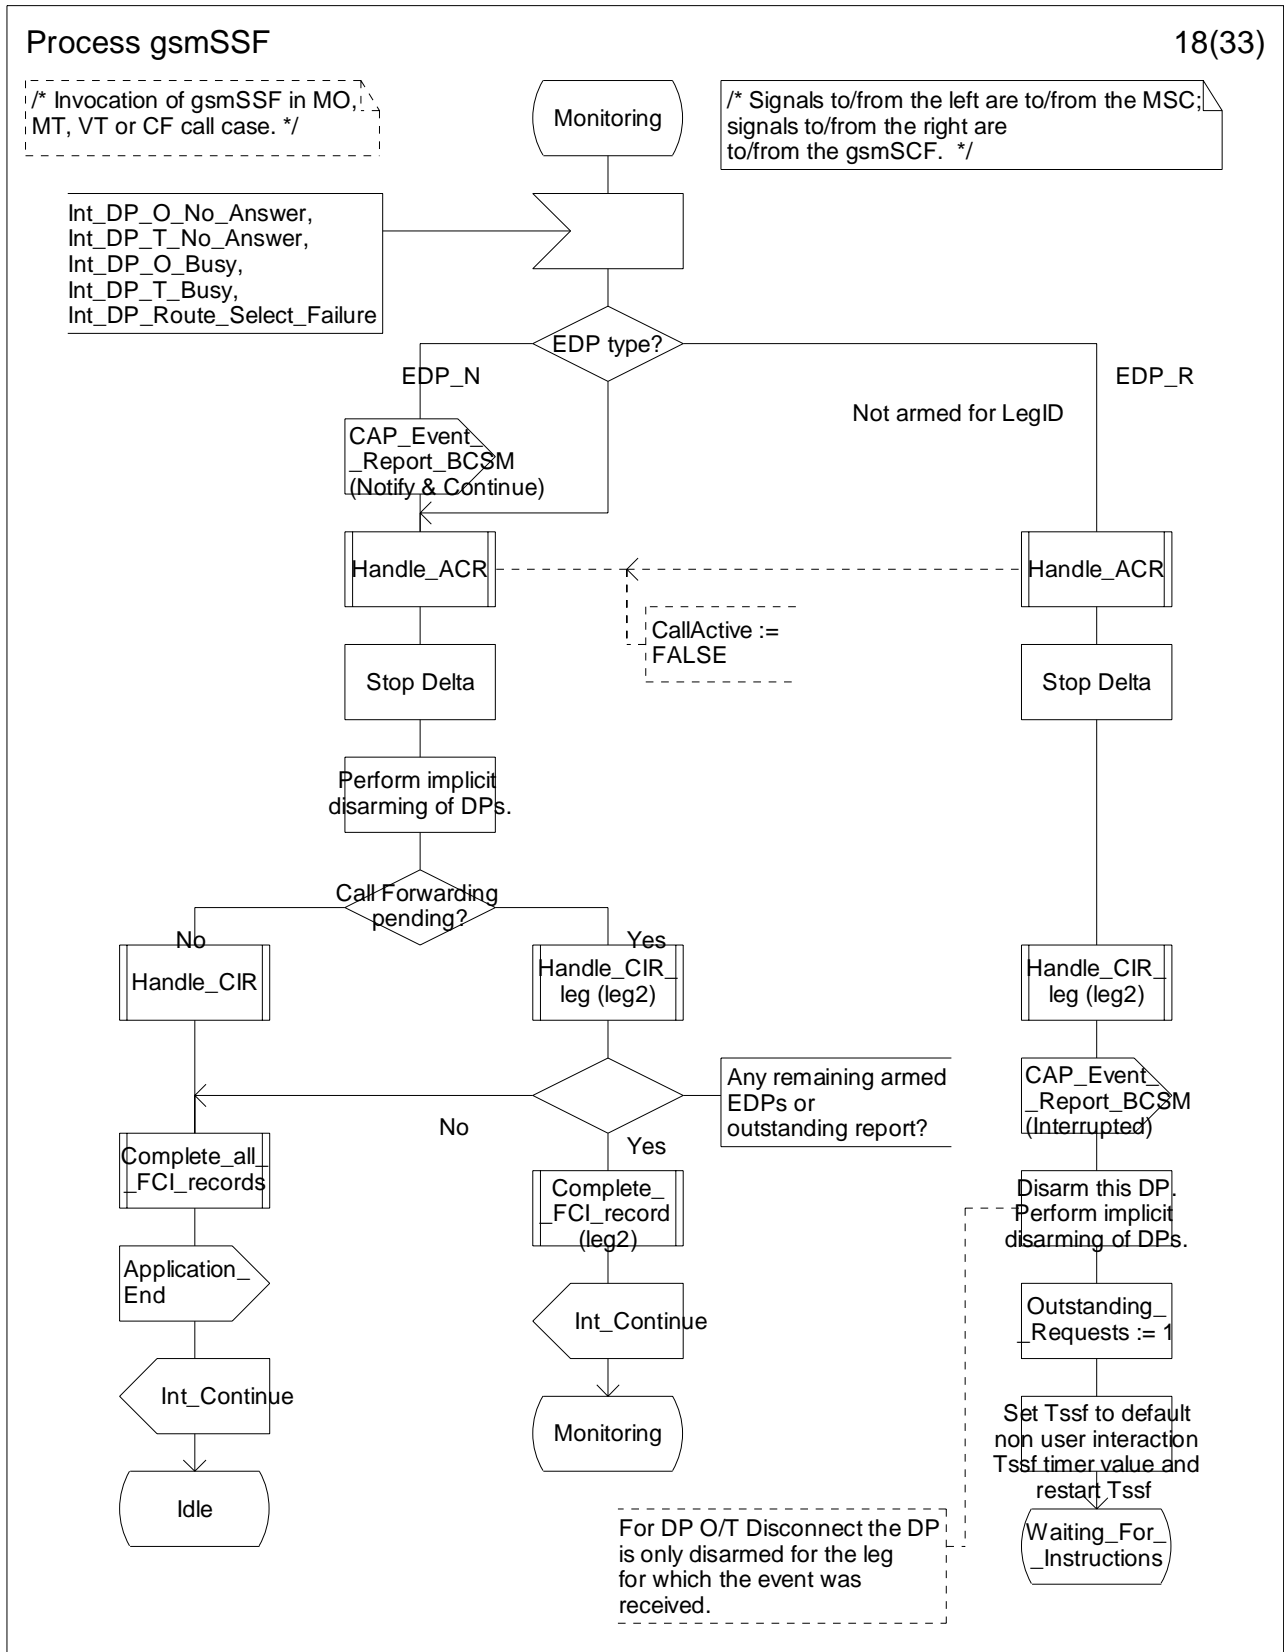 Process gsmSSF
18(33)
/* Invocation of gsmSSF in MO,
MT, VT or CF call case. */
Monitoring
/* Signals to/from the left are to/from the MSC;
signals to/from the right are
to/from the gsmSCF.  */
Int_DP_O_No_Answer,
Int_DP_T_No_Answer,
Int_DP_O_Busy,
Int_DP_T_Busy,
Int_DP_Route_Select_Failure
EDP type?
EDP_N
EDP_R
Not armed for LegID
CAP_Event_
_Report_BCSM
(Notify & Continue)
Handle_ACR
Handle_ACR
CallActive :=
FALSE
Stop Delta
Stop Delta
Perform implicit
disarming of DPs.
Call Forwarding
pending?
No
Yes
Handle_CIR
Handle_CIR_
leg (leg2)
Handle_CIR_
leg (leg2)
Any remaining armed
EDPs or
outstanding report?
No
Yes
CAP_Event_
_Report_BCSM
(Interrupted)
Complete_all_
_FCI_records
Complete_
_FCI_record
(leg2)
Disarm this DP.
Perform implicit
disarming of DPs.
Application_
End
Int_Continue
Outstanding_
_Requests := 1
Int_Continue
Monitoring
Set Tssf to default
non user interaction
Tssf timer value and
restart Tssf
Idle
For DP O/T Disconnect the DP
is only disarmed for the leg
for which the event was
received.
Waiting_For_
_Instructions